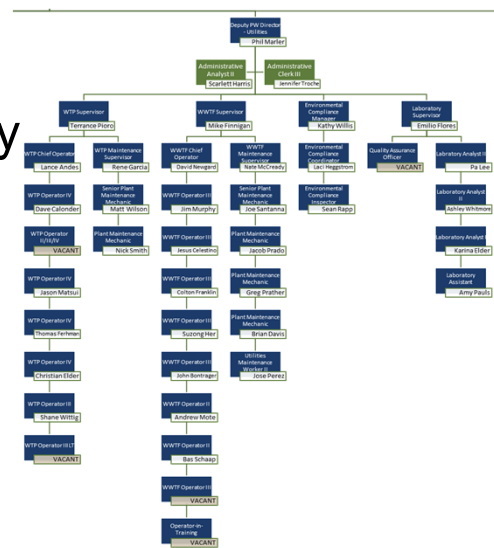 y
Deputy PW Director
- Utilities
Phil Marler
Administrative
Analyst II
Scarlett Harris
Administrative
Clerk III
Jennifer Troche
WTP Supervisor
Terrance Pioro
WWTF Supervisor
Mike Finnigan
Environmental
Compliance
Manager
Kathy Willis
Laboratory
Supervisor
Emilio Flores
WTP Chief Operator
Lance Andes
WTP Operator IV
Dave Calonder
WTP Operator
II/III/IV
VACANT
WTP Operator IV
Jason Matsui
WTP Operator IV
Thomas Ferhman
WTP Operator IV
Christian Elder
WTP Operator III
Shane Wittig
WTP Operator III LT
VACANT
WTP Maintenance
Supervisor
Rene Garcia
Senior Plant
Maintenance
Mechanic
Matt Wilson
Plant Maintenance
Mechanic
Nick Smith
WWTF Chief
Operator
David Newgard
WWTF Operator III
Jim Murphy
WWTF Operator III
Jesus Celestino
WWTF Operator III
Colton Franklin
WWTF Operator III
Suzong Her
WWTF Operator III
John Bontrager
WWTF Operator II
Andrew Mote
WWTF Operator II
Bas Schaap
WWTF Operator III
VACANT
Operator-in-
Training
VACANT
WWTF
Maintenance
Supervisor
Nate McCready
Senior Plant
Maintenance
Mechanic
Joe Santanna
Plant Maintenance
Mechanic
Jacob Prado
Plant Maintenance
Mechanic
Greg Prather
Plant Maintenance
Mechanic
Brian Davis
Utilities
Maintenance
Worker II
Jose Perez
Environmental
Compliance
Coordinator
Laci Heggstrom
Environmental
Compliance
Inspector
Sean Rapp
Quality Assurance
Officer
VACANT
Laboratory Analyst II
Pa Lee
Laboratory Analyst
II
Ashley Whitmore
Laboratory Analyst I
Karina Elder
Laboratory
Assistant
Amy Pauls